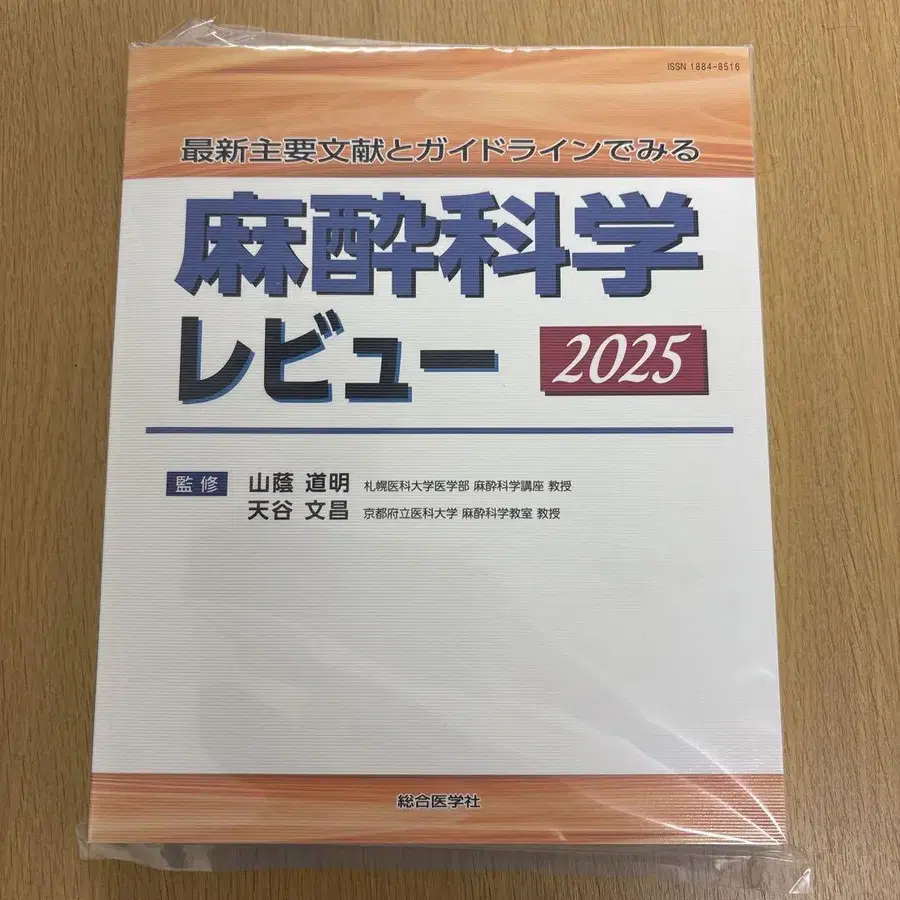 ISSN 1884-8516
最新主要文献とガイドラインでみる
麻酔科学
レビュー 2025
監修 山蔭 道明 札幌医科大学医学部 麻酔科学講座 教授
天谷 文昌 京都府立医科大学 麻酔科学教室 教授
総合医学社